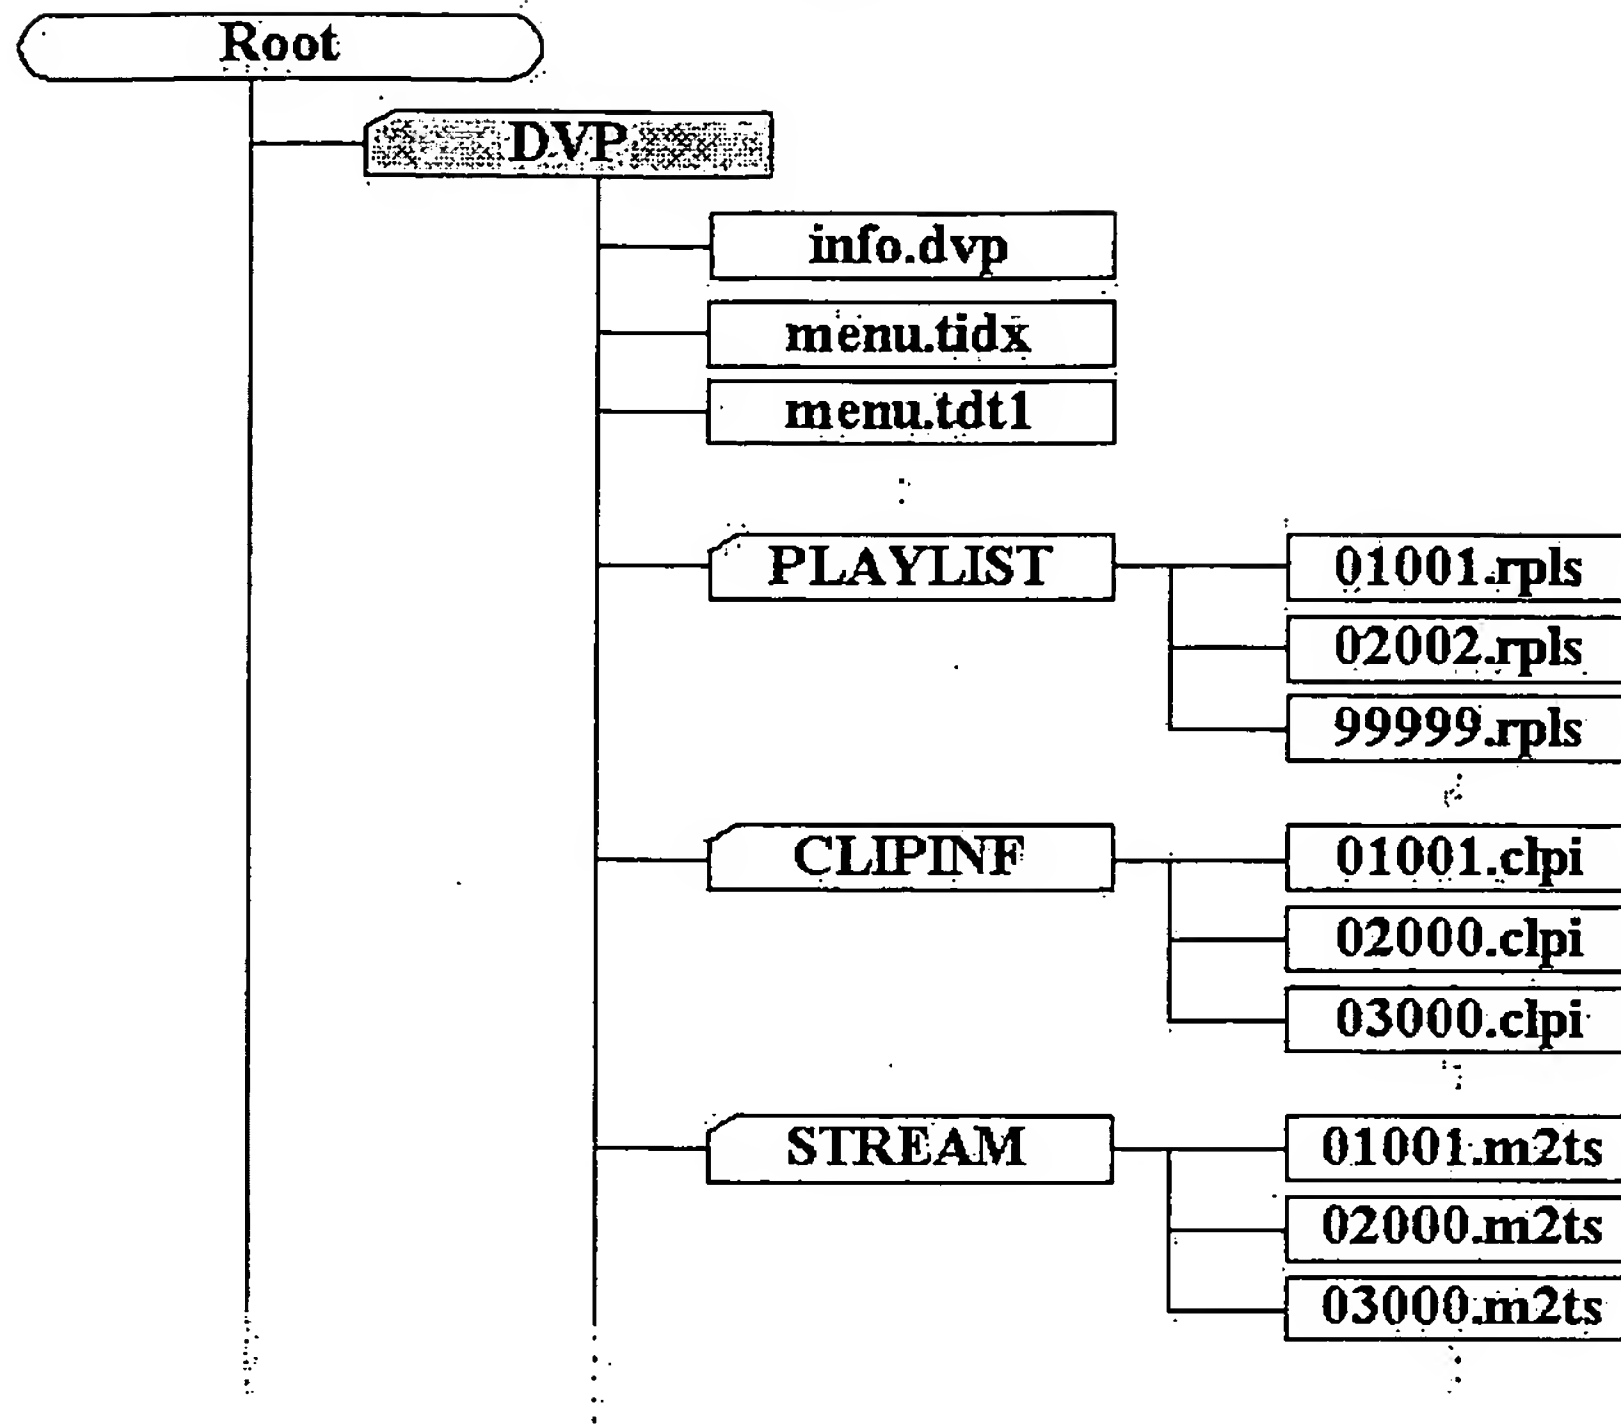 Root
DVP
info.dvp
menu.tidx
menu.tdt1
PLAYLIST
01001.rpls
02002.rpls
99999.rpls
CLIPINF
01001.clpi
02000.clpi
03000.clpi
STREAM
01001.m2ts
02000.m2ts
03000.m2ts